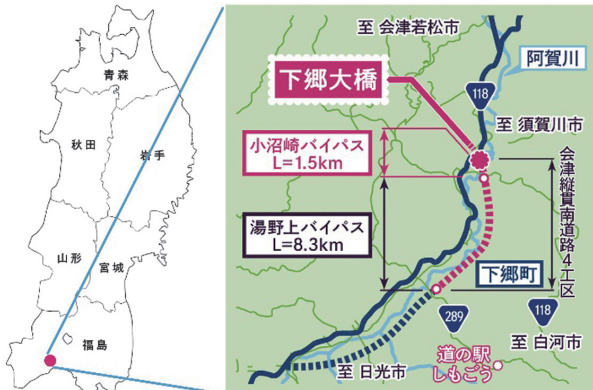 青森
秋田
岩手
山形
宮城
福島
至 会津若松市
阿賀川
下郷大橋
118
至 須賀川市
小沼崎バイパス
L=1.5km
会津縦貫南道路4工区
湯野上バイパス
L=8.3km
下郷町
289
118
至 白河市
道の駅
しもごう
至 日光市